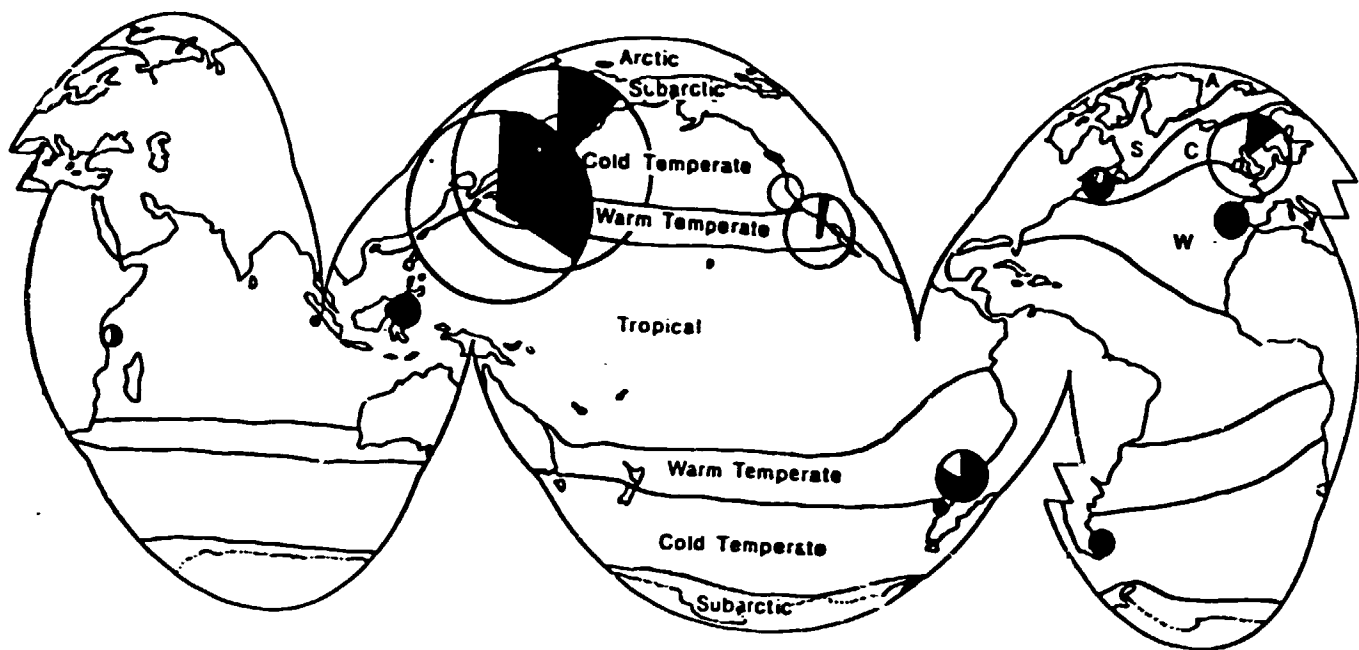 Arctic
Subarctic
A
S
C
Cold Temperate
Warm Temperate
W
Tropical
Warm Temperate
Cold Temperate
Subarctic